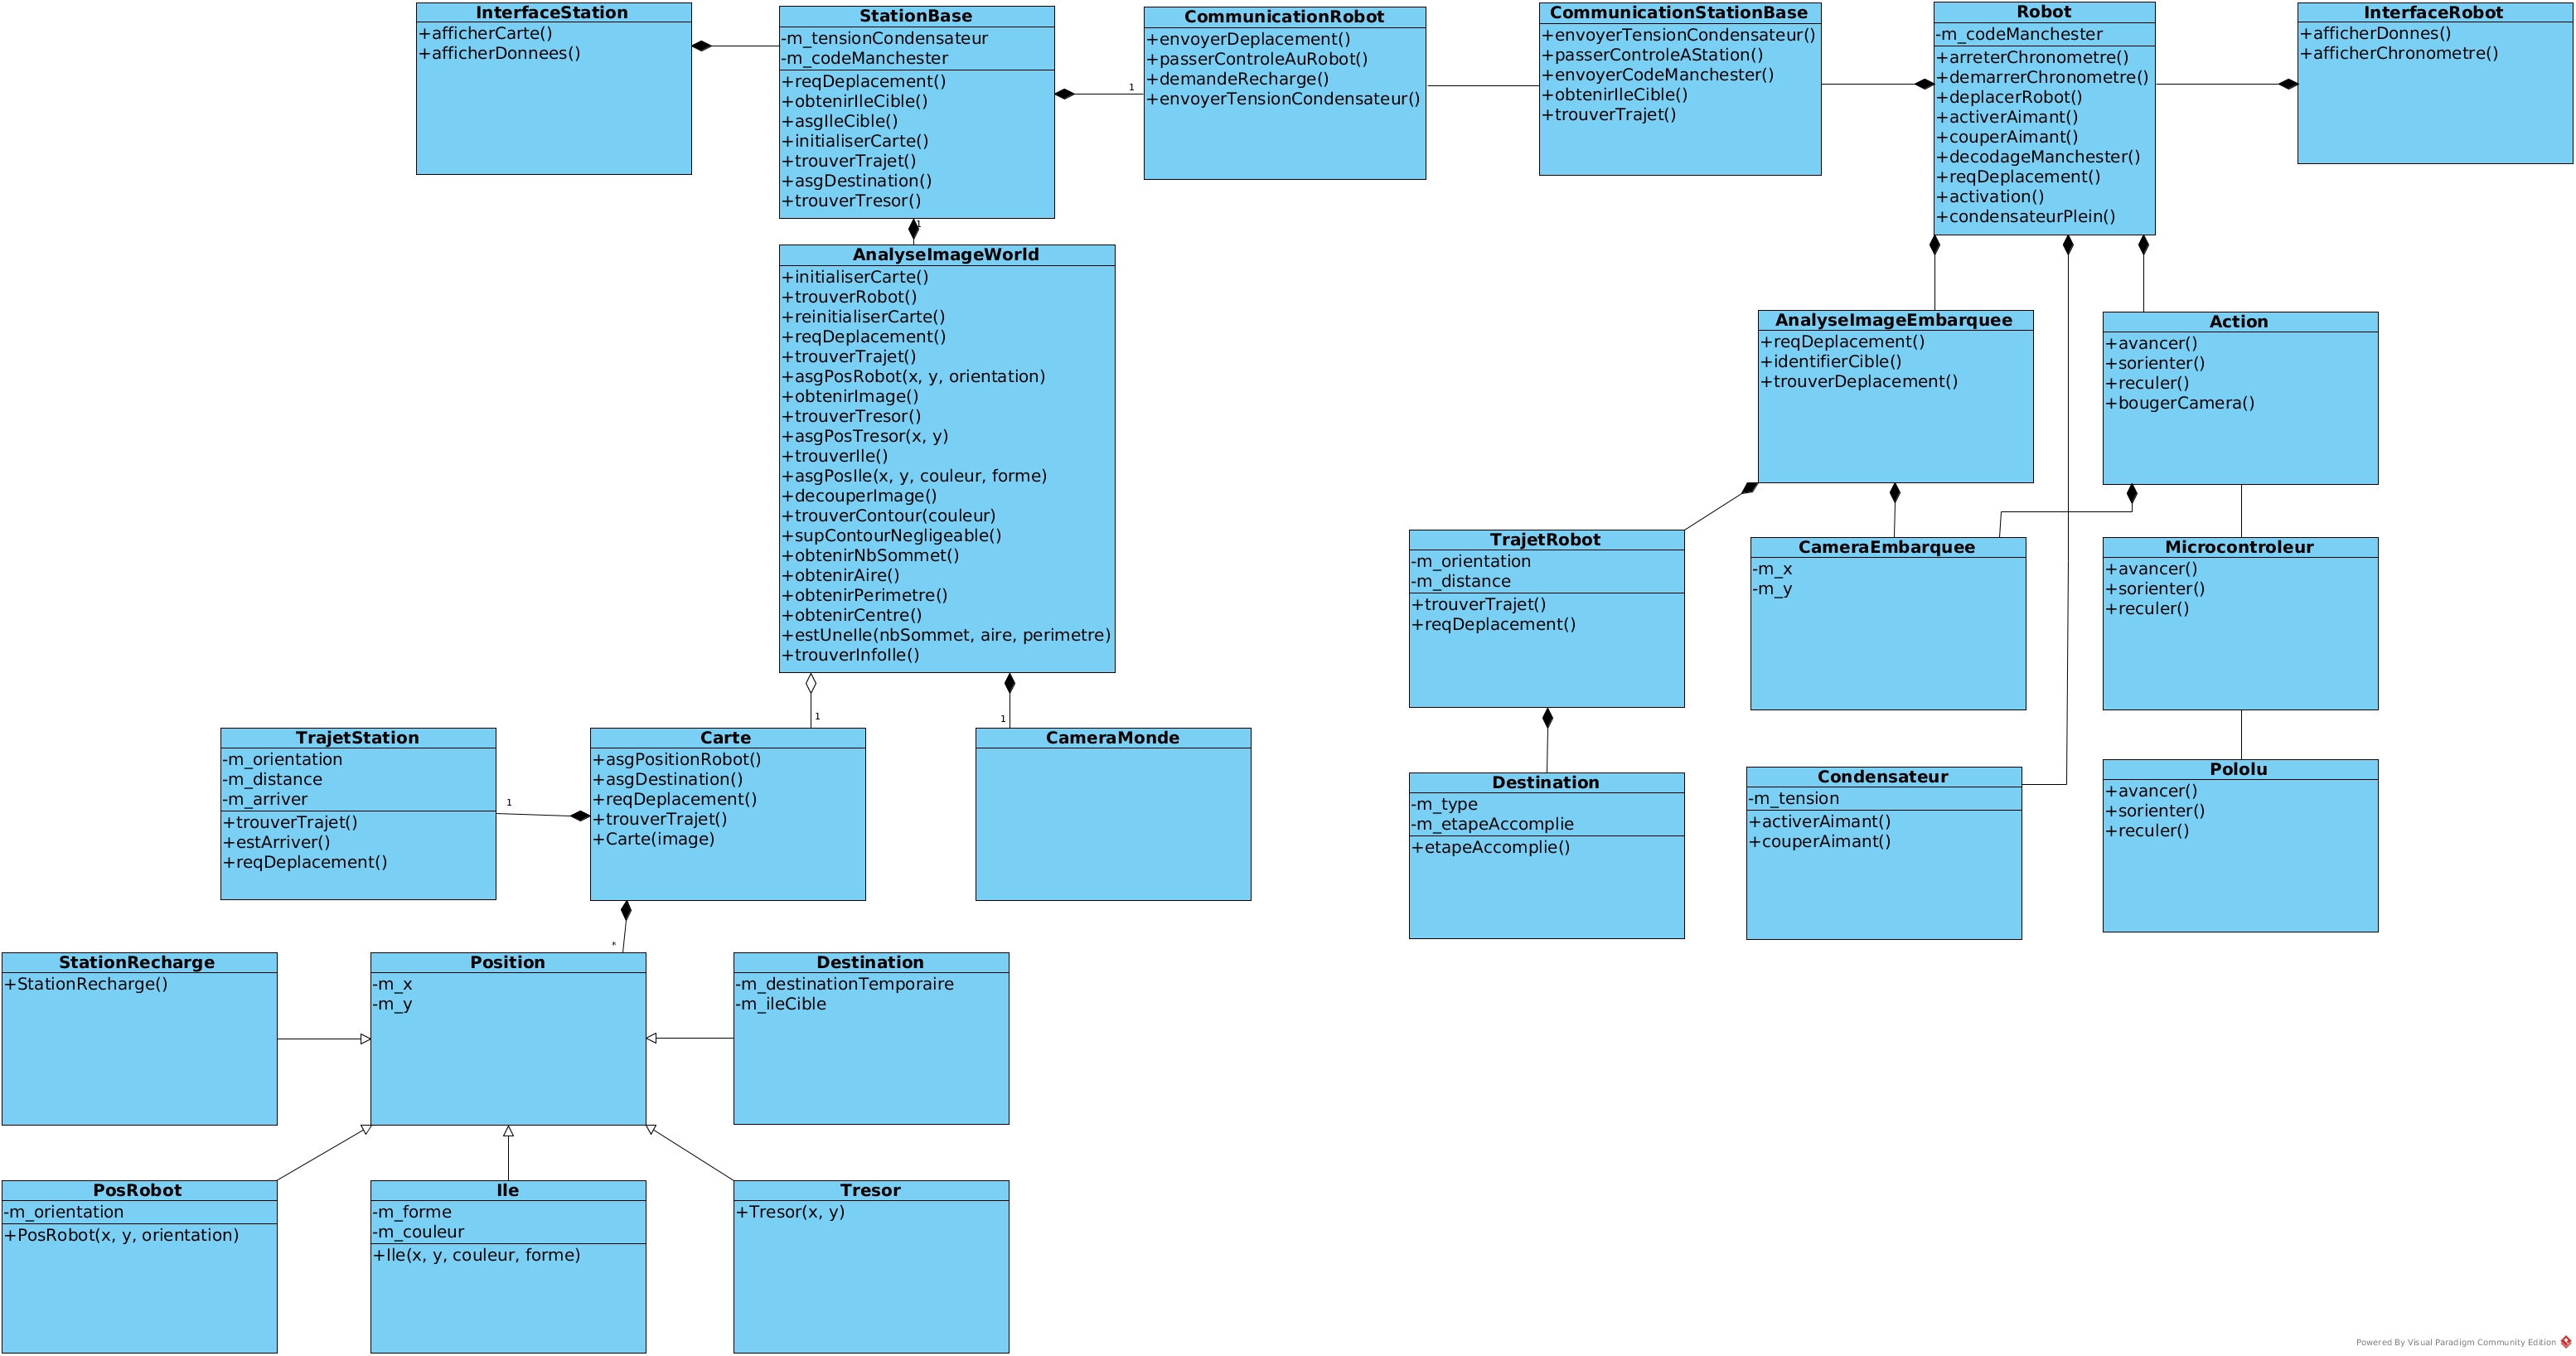 InterfaceStation
+afficherCarte()
+afficherDonnees()
StationBase
-m_tensionCondensateur
-m_codeManchester
+reqDeplacement()
+obtenirIleCible()
+asgIleCible()
+initialiserCarte()
+trouverTrajet()
+asgDestination()
+trouverTresor()
1
CommunicationRobot
+envoyerDeplacement()
+passerControleAuRobot()
+demandeRecharge()
+envoyerTensionCondensateur()
CommunicationStationBase
+envoyerTensionCondensateur()
+passerControleAStation()
+envoyerCodeManchester()
+obtenirIleCible()
+trouverTrajet()
Robot
-m_codeManchester
+arreterChronometre()
+demarrerChronometre()
+deplacerRobot()
+activerAimant()
+couperAimant()
+decodageManchester()
+reqDeplacement()
+activation()
+condensateurPlein()
InterfaceRobot
+afficherDonnes()
+afficherChronometre()
1
AnalyseImageWorld
+initialiserCarte()
+trouverRobot()
+reinitialiserCarte()
+reqDeplacement()
+trouverTrajet()
+asgPosRobot(x, y, orientation)
+obtenirImage()
+trouverTresor()
+asgPosTresor(x, y)
+trouverIle()
+asgPosIle(x, y, couleur, forme)
+decouperImage()
+trouverContour(couleur)
+supContourNegligeable()
+obtenirNbSommet()
+obtenirAire()
+obtenirPerimetre()
+obtenirCentre()
+estUneIle(nbSommet, aire, perimetre)
+trouverInfoIle()
AnalyseImageEmbarquee
+reqDeplacement()
+identifierCible()
+trouverDeplacement()
Action
+avancer()
+sorienter()
+reculer()
+bougerCamera()
TrajetRobot
-m_orientation
-m_distance
+trouverTrajet()
+reqDeplacement()
CameraEmbarquee
-m_x
-m_y
Microcontroleur
+avancer()
+sorienter()
+reculer()
1
1
TrajetStation
-m_orientation
-m_distance
-m_arriver
+trouverTrajet()
+estArriver()
+reqDeplacement()
1
Carte
+asgPositionRobot()
+asgDestination()
+reqDeplacement()
+trouverTrajet()
+Carte(image)
CameraMonde
Destination
-m_type
-m_etapeAccomplie
+etapeAccomplie()
Condensateur
-m_tension
+activerAimant()
+couperAimant()
Pololu
+avancer()
+sorienter()
+reculer()
*
StationRecharge
+StationRecharge()
Position
-m_x
-m_y
Destination
-m_destinationTemporaire
-m_ileCible
PosRobot
-m_orientation
+PosRobot(x, y, orientation)
Ile
-m_forme
-m_couleur
+Ile(x, y, couleur, forme)
Tresor
+Tresor(x, y)
Powered By Visual Paradigm Community Edition